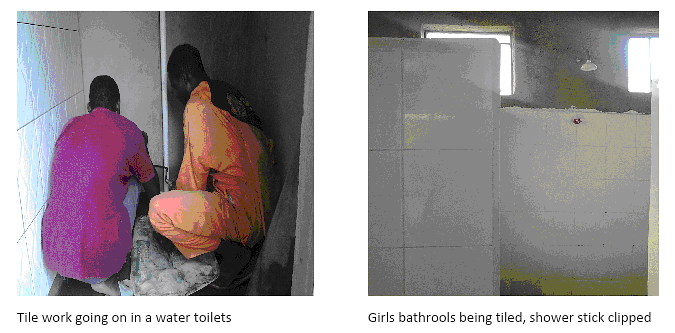 Tile work going on in a water toilets
Girls bathrools being tiled, shower stick clipped